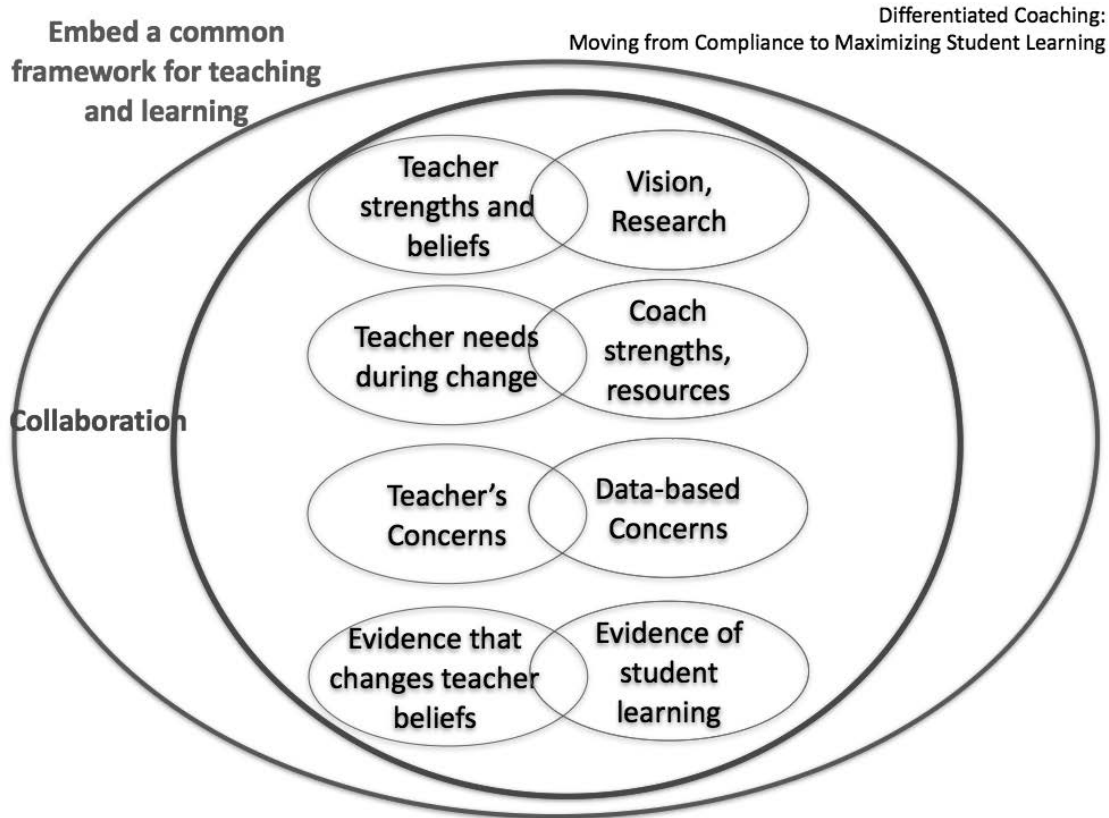 Differentiated Coaching:
Moving from Compliance to Maximizing Student Learning
Embed a common
framework for teaching
and learning
Teacher
strengths and
beliefs
Vision,
Research
Teacher needs
during change
Coach
strengths,
resources
Collaboration
Teacher’s
Concerns
Data-based
Concerns
Evidence that
changes teacher
beliefs
Evidence of
student
learning